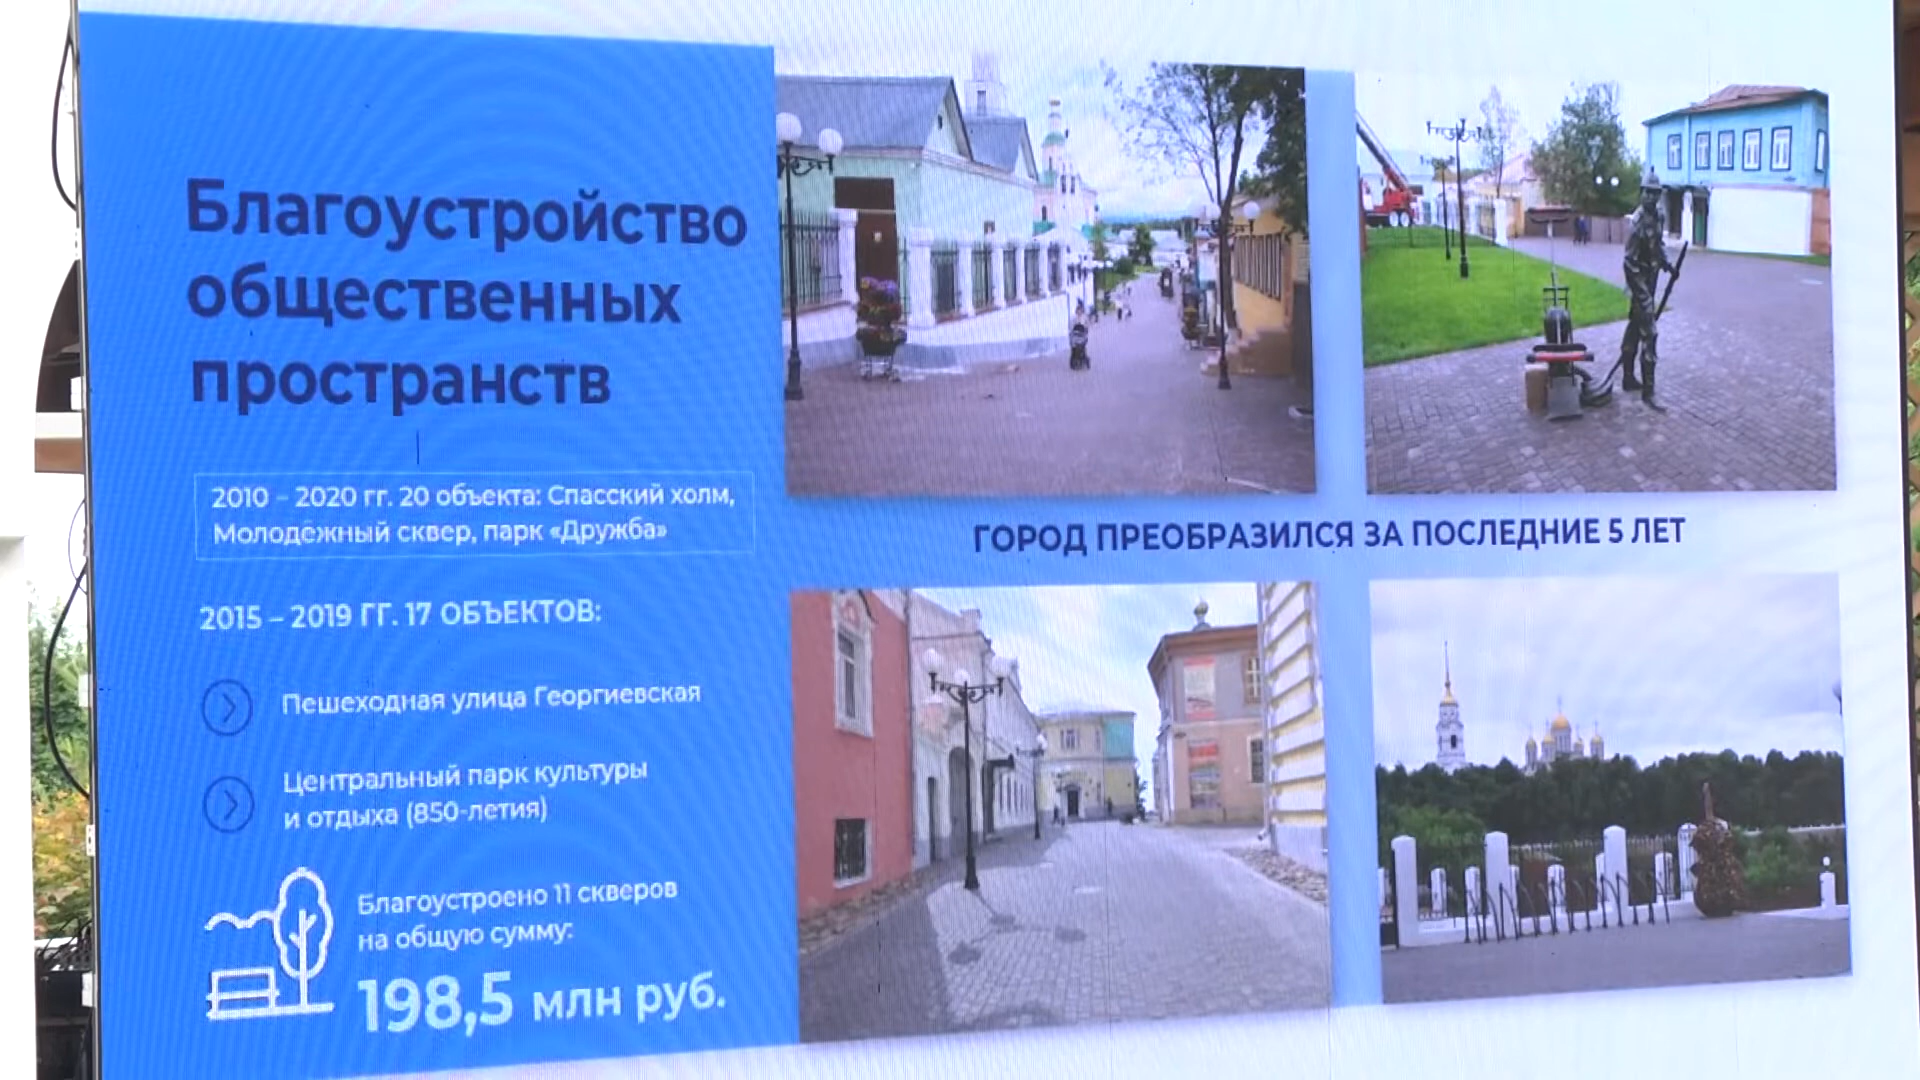 Благоустройство
общественных
пространств
2010 – 2020 гг. 20 объекта: Спасский холм,
Молодёжный сквер, парк «Дружба»
2015 – 2019 ГГ. 17 ОБЪЕКТОВ:
Пешеходная улица Георгиевская
Центральный парк культуры
и отдыха (850-летия)
Благоустроено 11 скверов
на общую сумму:
198,5 млн руб.
ГОРОД ПРЕОБРАЗИЛСЯ ЗА ПОСЛЕДНИЕ 5 ЛЕТ